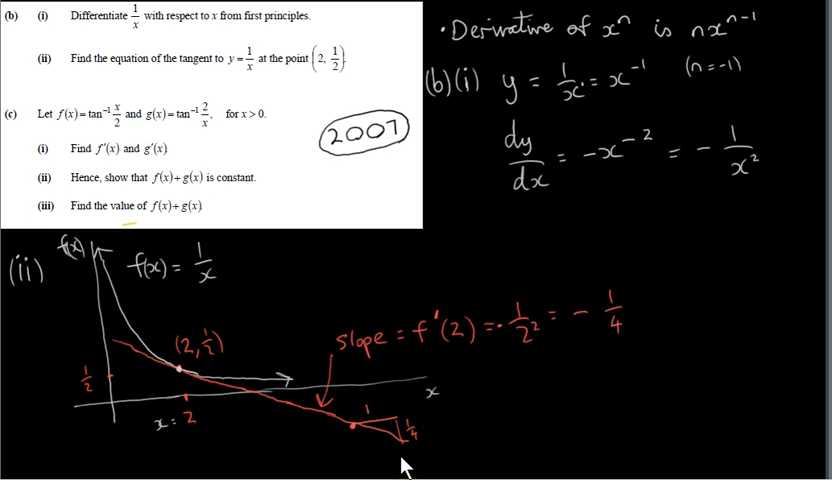 (b) (i) Differentiate 1/x with respect to x from first principles.
(ii) Find the equation of the tangent to y = 1/x at the point (2, 1/2)
(c) Let f(x) = tan⁻¹ x/2 and g(x) = tan⁻¹ 2/x, for x > 0.
(i) Find f'(x) and g'(x)
(ii) Hence, show that f(x) + g(x) is constant.
(iii) Find the value of f(x) + g(x)
2007
· Derivative of xⁿ is nxⁿ⁻¹
(b)(i) y = 1/x = x⁻¹ (n = -1)
dy/dx = -x⁻² = - 1/x²
(ii) f(x) f(x) = 1/x
(2, 1/2) slope = f'(2) = - 1/2² = - 1/4
1/2
x
x = 2
1
1/4